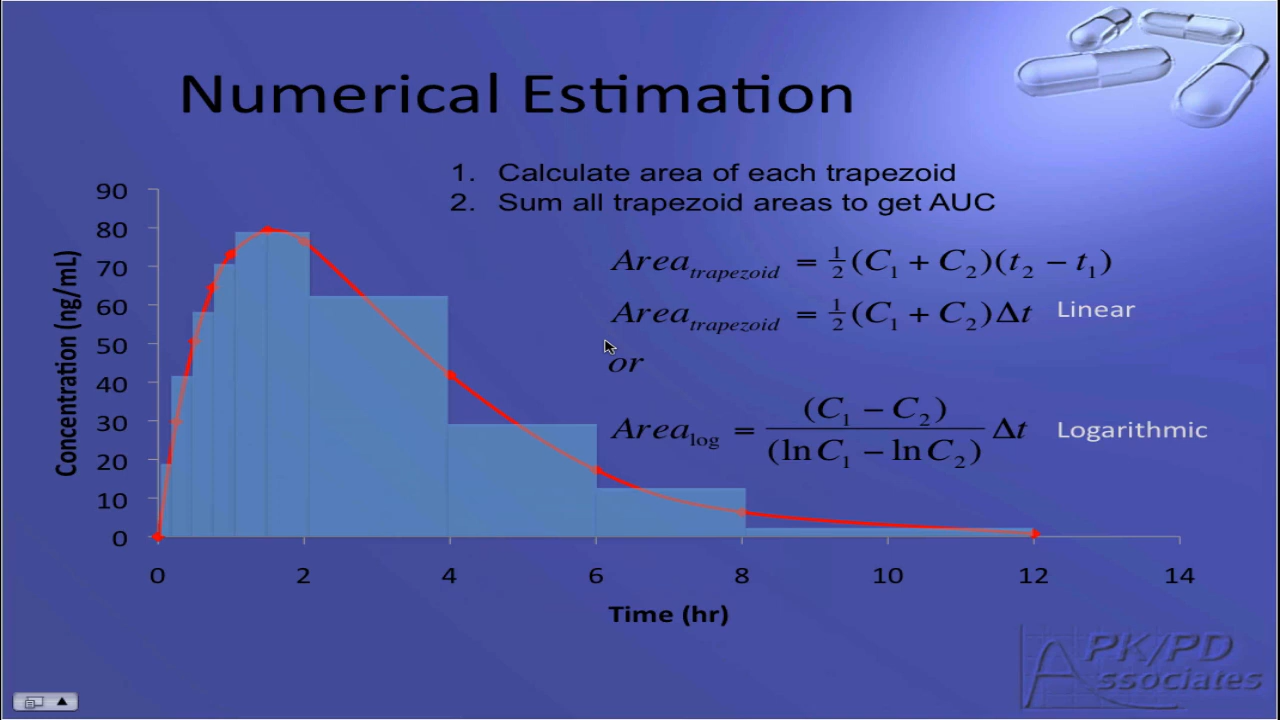 Numerical Estimation
1. Calculate area of each trapezoid
2. Sum all trapezoid areas to get AUC
Area_trapezoid = ½(C₁ + C₂)(t₂ − t₁)
Area_trapezoid = ½(C₁ + C₂)Δt Linear
or
Area_log = (C₁ − C₂) / (ln C₁ − ln C₂) Δt Logarithmic
Concentration (ng/mL)
90
80
70
60
50
40
30
20
10
0
0 2 4 6 8 10 12 14
Time (hr)
PK/PD
Associates